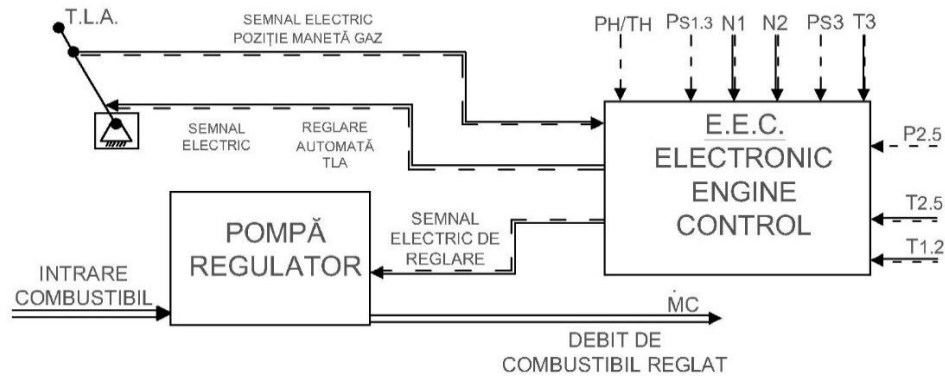 T.L.A.
SEMNAL ELECTRIC
POZIȚIE MANETĂ GAZ
PH/TH
PS1.3
N1
N2
PS3
T3
SEMNAL
ELECTRIC
REGLARE
AUTOMATĂ
TLA
E.E.C.
ELECTRONIC
ENGINE
CONTROL
P2.5
T2.5
T1.2
POMPĂ
REGULATOR
SEMNAL
ELECTRIC DE
REGLARE
INTRARE
COMBUSTIBIL
ṀC
DEBIT DE
COMBUSTIBIL REGLAT